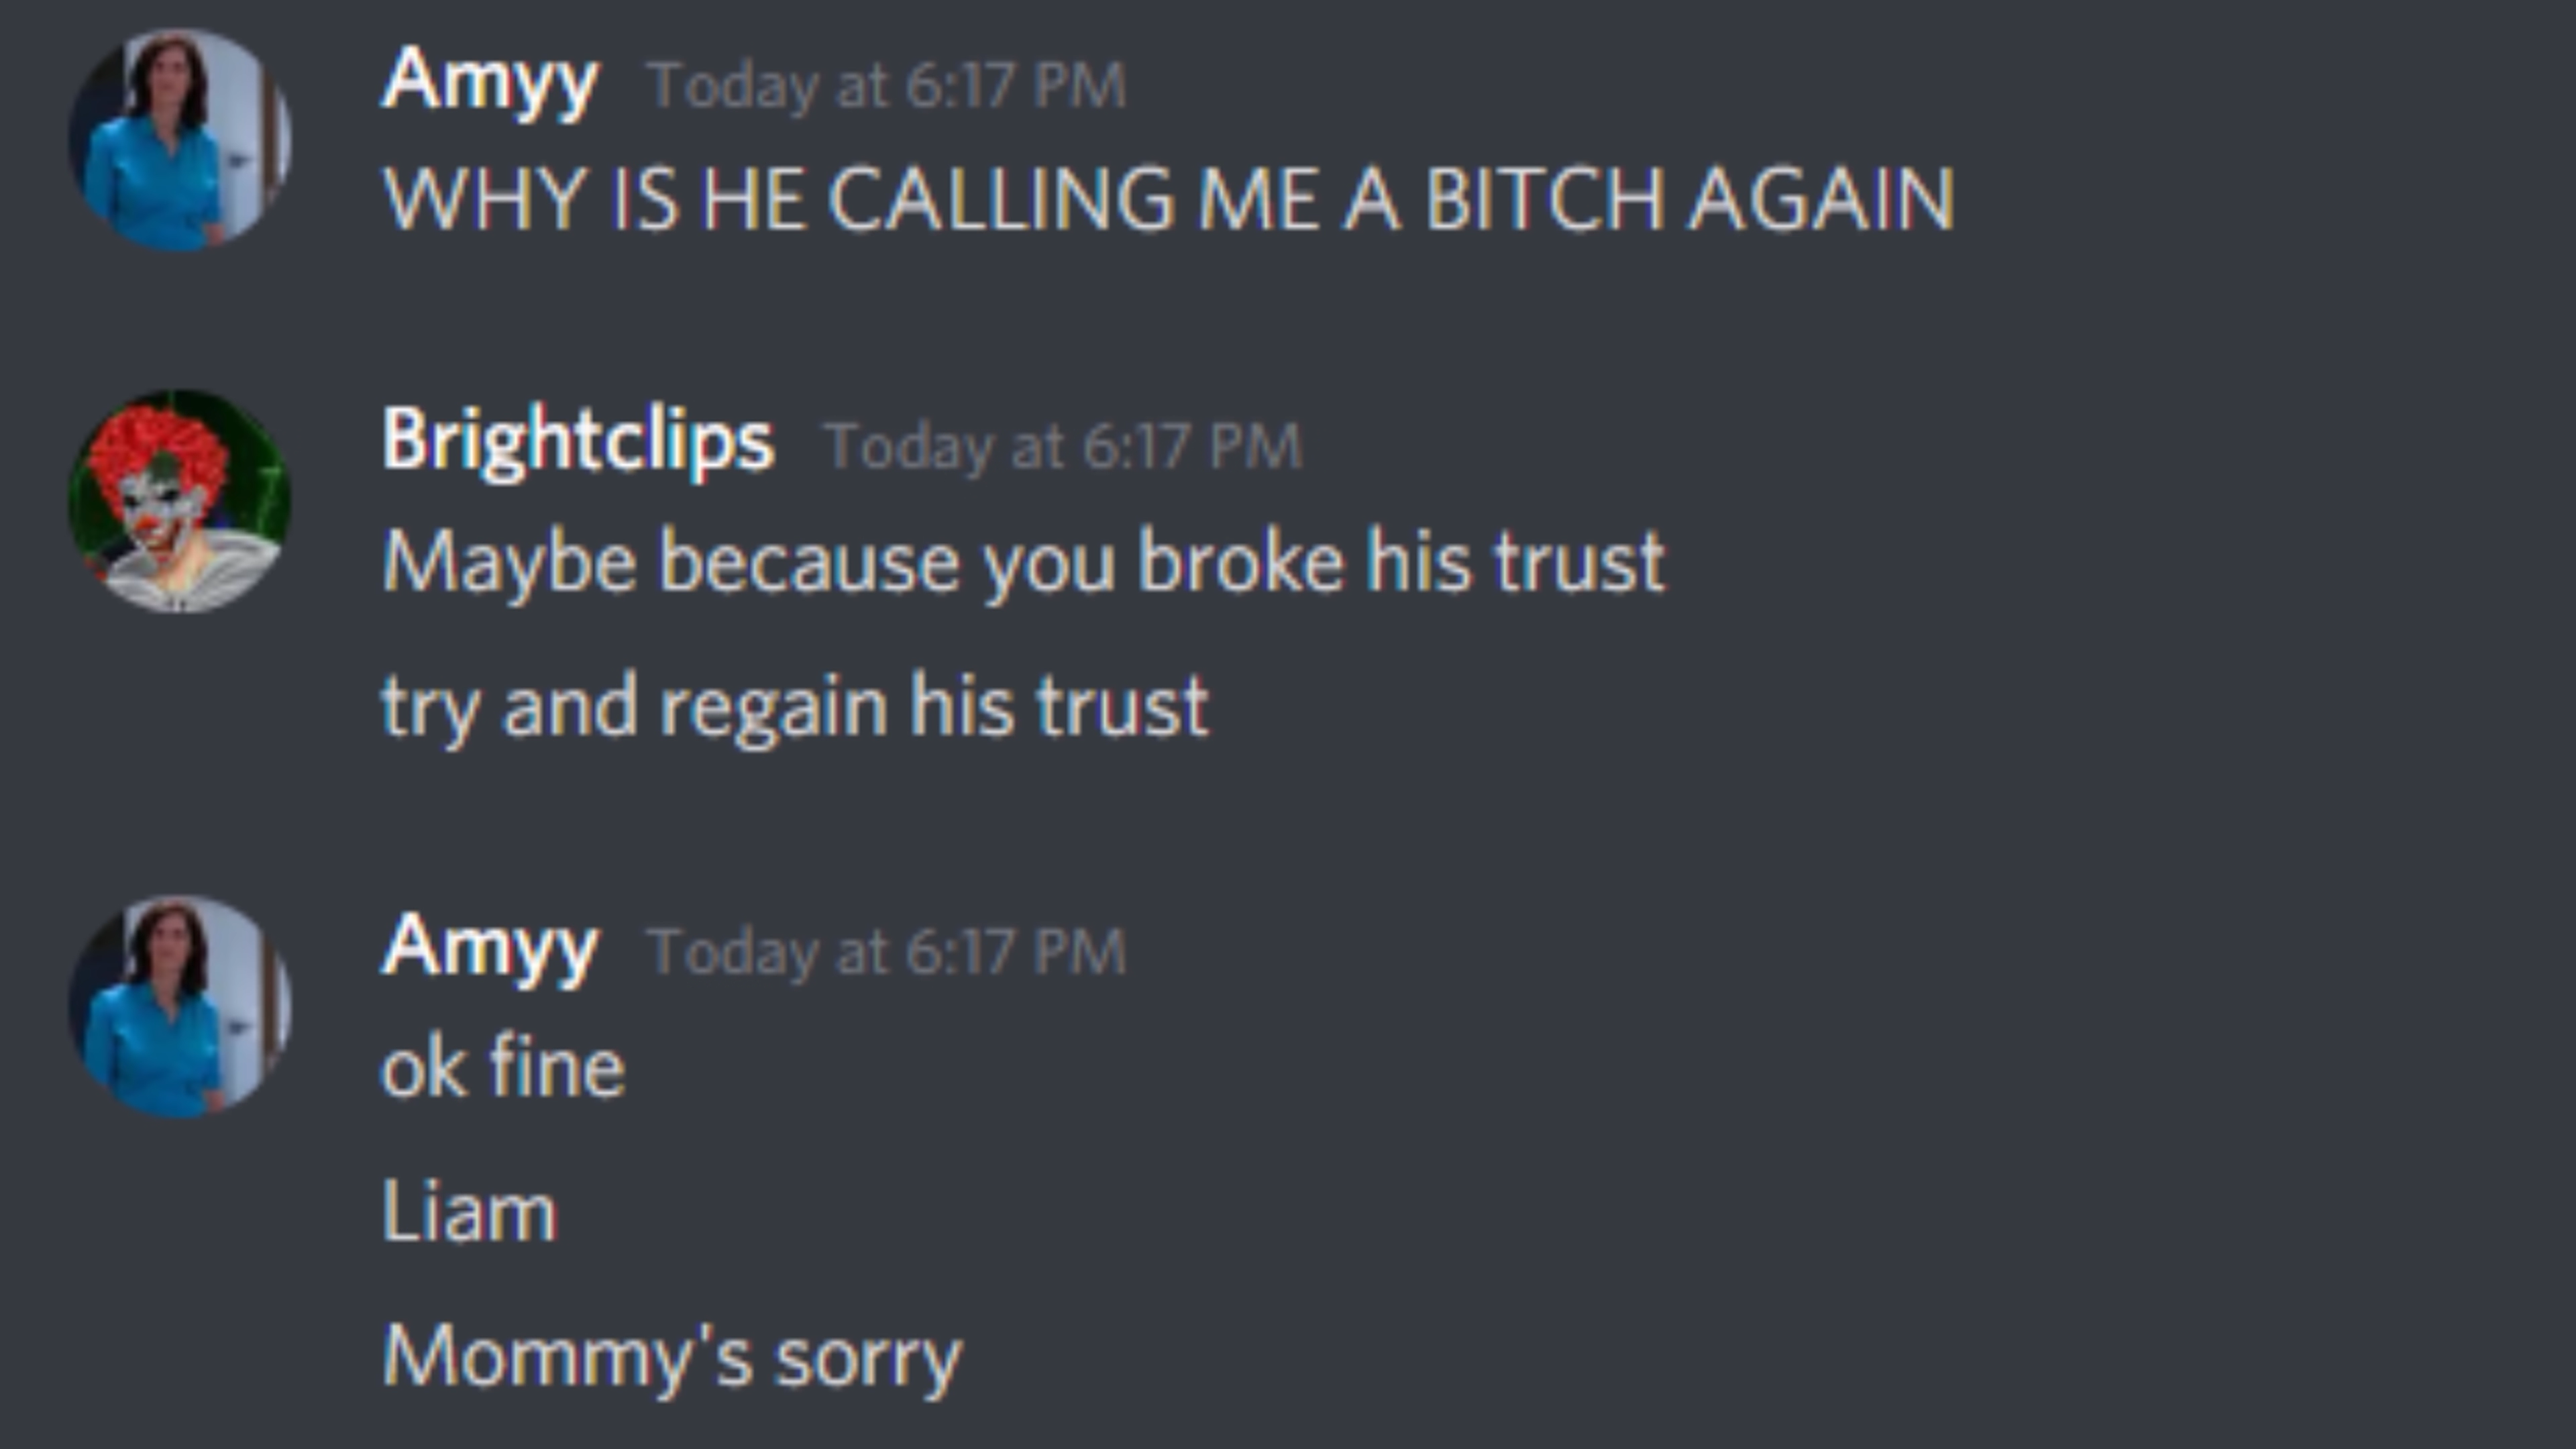 Amyy Today at 6:17 PM
WHY IS HE CALLING ME A BITCH AGAIN
Brightclips Today at 6:17 PM
Maybe because you broke his trust
try and regain his trust
Amyy Today at 6:17 PM
ok fine
Liam
Mommy's sorry